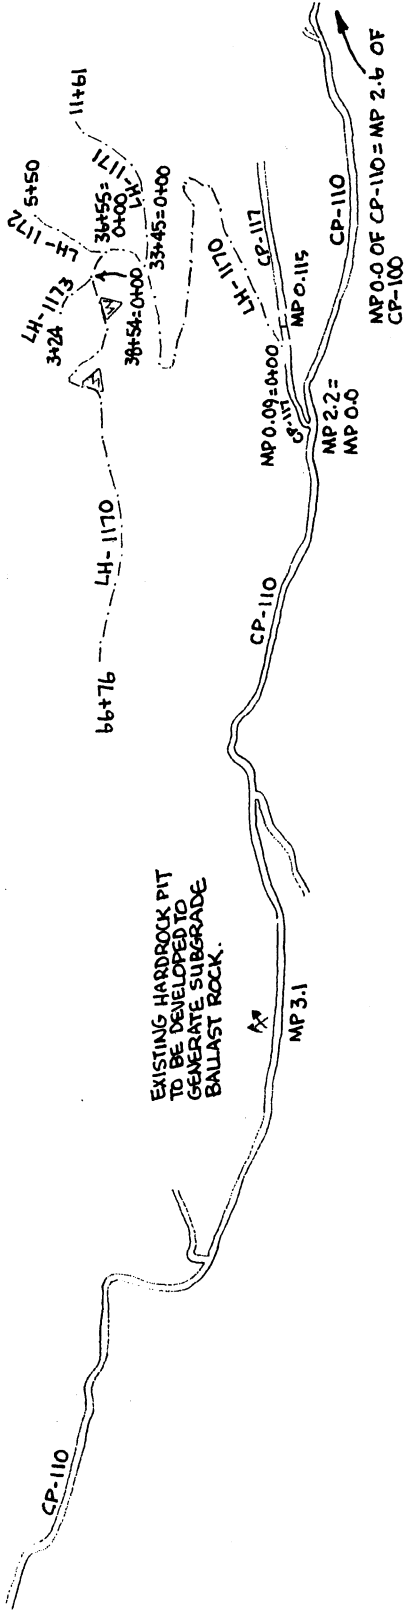 CP-110
EXISTING HARDROCK PIT
TO BE DEVELOPED TO
GENERATE SUBGRADE
BALLAST ROCK.
MP 3.1
66+76
LH-1170
CP-110
3+24
LH-1173
LH-1172
5+50
38+54=0+00
36+55=
0+00
LH-1171
11+61
33+45=0+00
LH-1170
CP-117
MP 0.09=0+00
CP-117
MP 0.115
MP 2.2=
MP 0.0
CP-110
MP 0.0 OF CP-110=MP 2.6 OF
CP-100